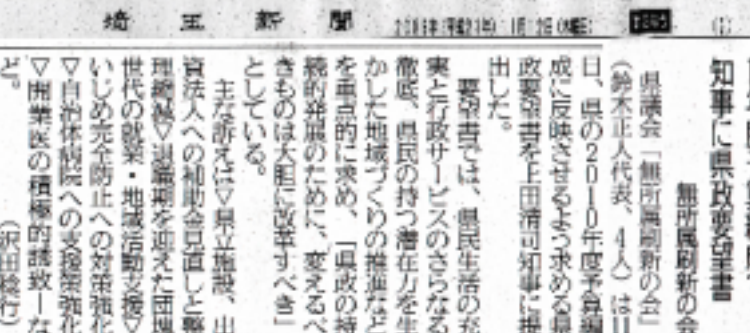 埼玉新聞
知事に県政要望書
無所属刷新の会
県議会「無所属刷新の会」
(鈴木正人代表、4人)は11
日、県の2010年度予算編
成に反映させるよう求める県
政要望書を上田清司知事に提
出した。
要望書では、県民生活の充
実と行政サービスのさらなる
徹底、県民の持つ潜在力を生
かした地域づくりの推進など
を重点的に求め、「県政の持
続的発展のために、変えるべ
きものは大胆に改革すべき」
としている。
主な訴えは▽県立施設、出
資法人への補助金見直しと整
理縮減▽退職期を迎えた団塊
世代の就業・地域活動支援▽
いじめ完全防止への対策強化
▽自治体病院への支援策強化
▽開業医の積極的誘致―な
ど。